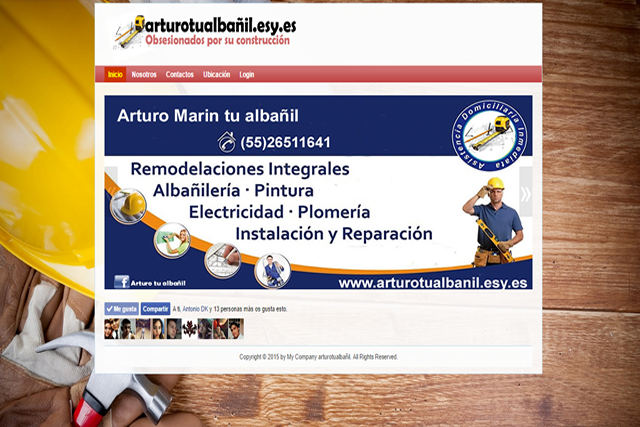 arturotualbañil.esy.es
Obsesionados por su construcción
Inicio Nosotros Contactos Ubicación Login
Arturo Marin tu albañil
(55)26511641
Asistencia Domiciliaria Inmediata
Remodelaciones Integrales
Albañilería · Pintura
Electricidad · Plomería
Instalación y Reparación
f Arturo tu albañil
www.arturotualbanil.esy.es
Me gusta Compartir A ti, Antonio DK y 13 personas más os gusta esto.
Copyright © 2015 by My Company arturotualbañil. All Rights Reserved.